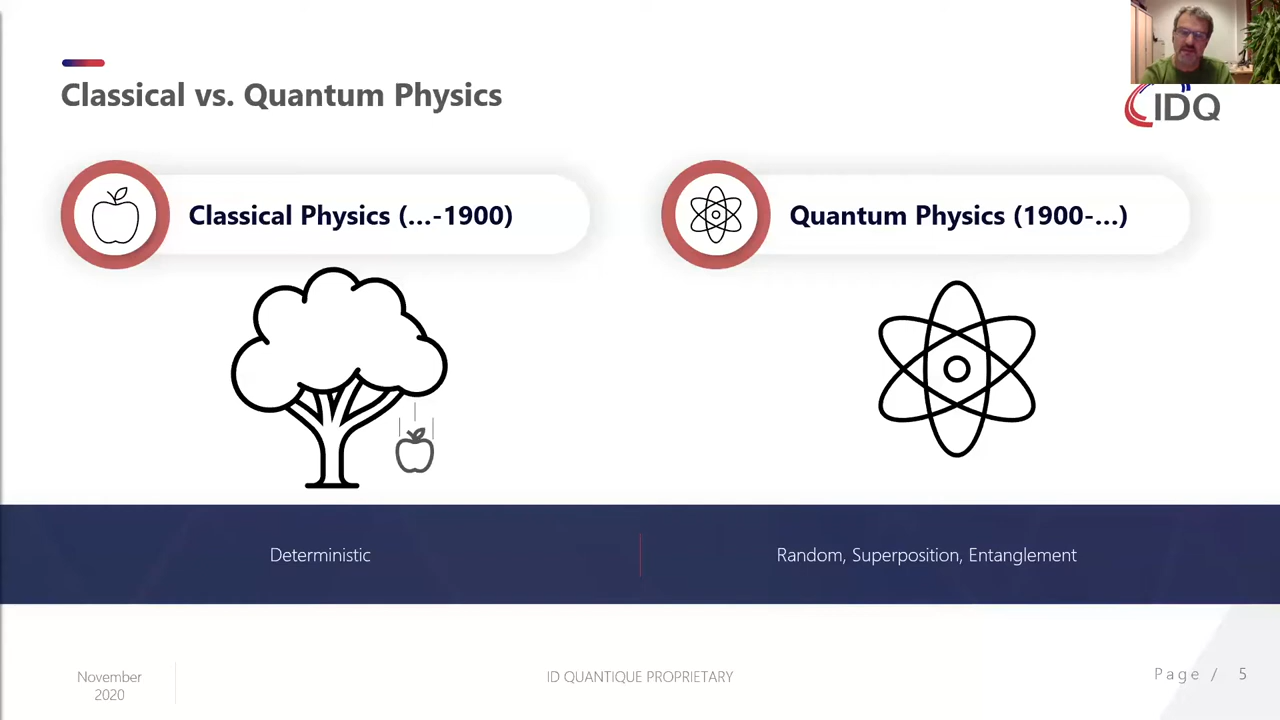 Classical vs. Quantum Physics
IDQ
Classical Physics (...-1900)
Quantum Physics (1900-...)
Deterministic
Random, Superposition, Entanglement
November
2020
ID QUANTIQUE PROPRIETARY
Page / 5